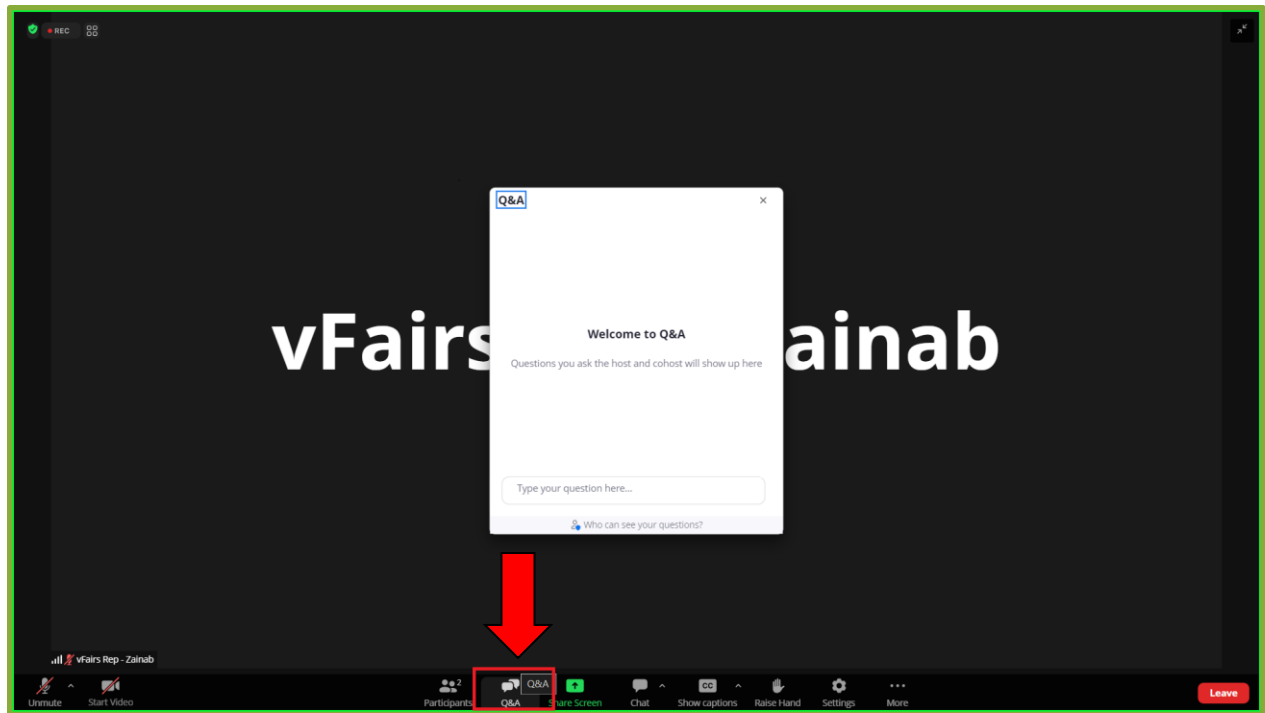 REC
Q&A
Welcome to Q&A
Questions you ask the host and cohost will show up here
vFairs ainab
Type your question here...
Who can see your questions?
vFairs Rep - Zainab
2
Q&A
CC
Unmute Start Video Participants Q&A Share Screen Chat Show captions Raise Hand Settings More Leave